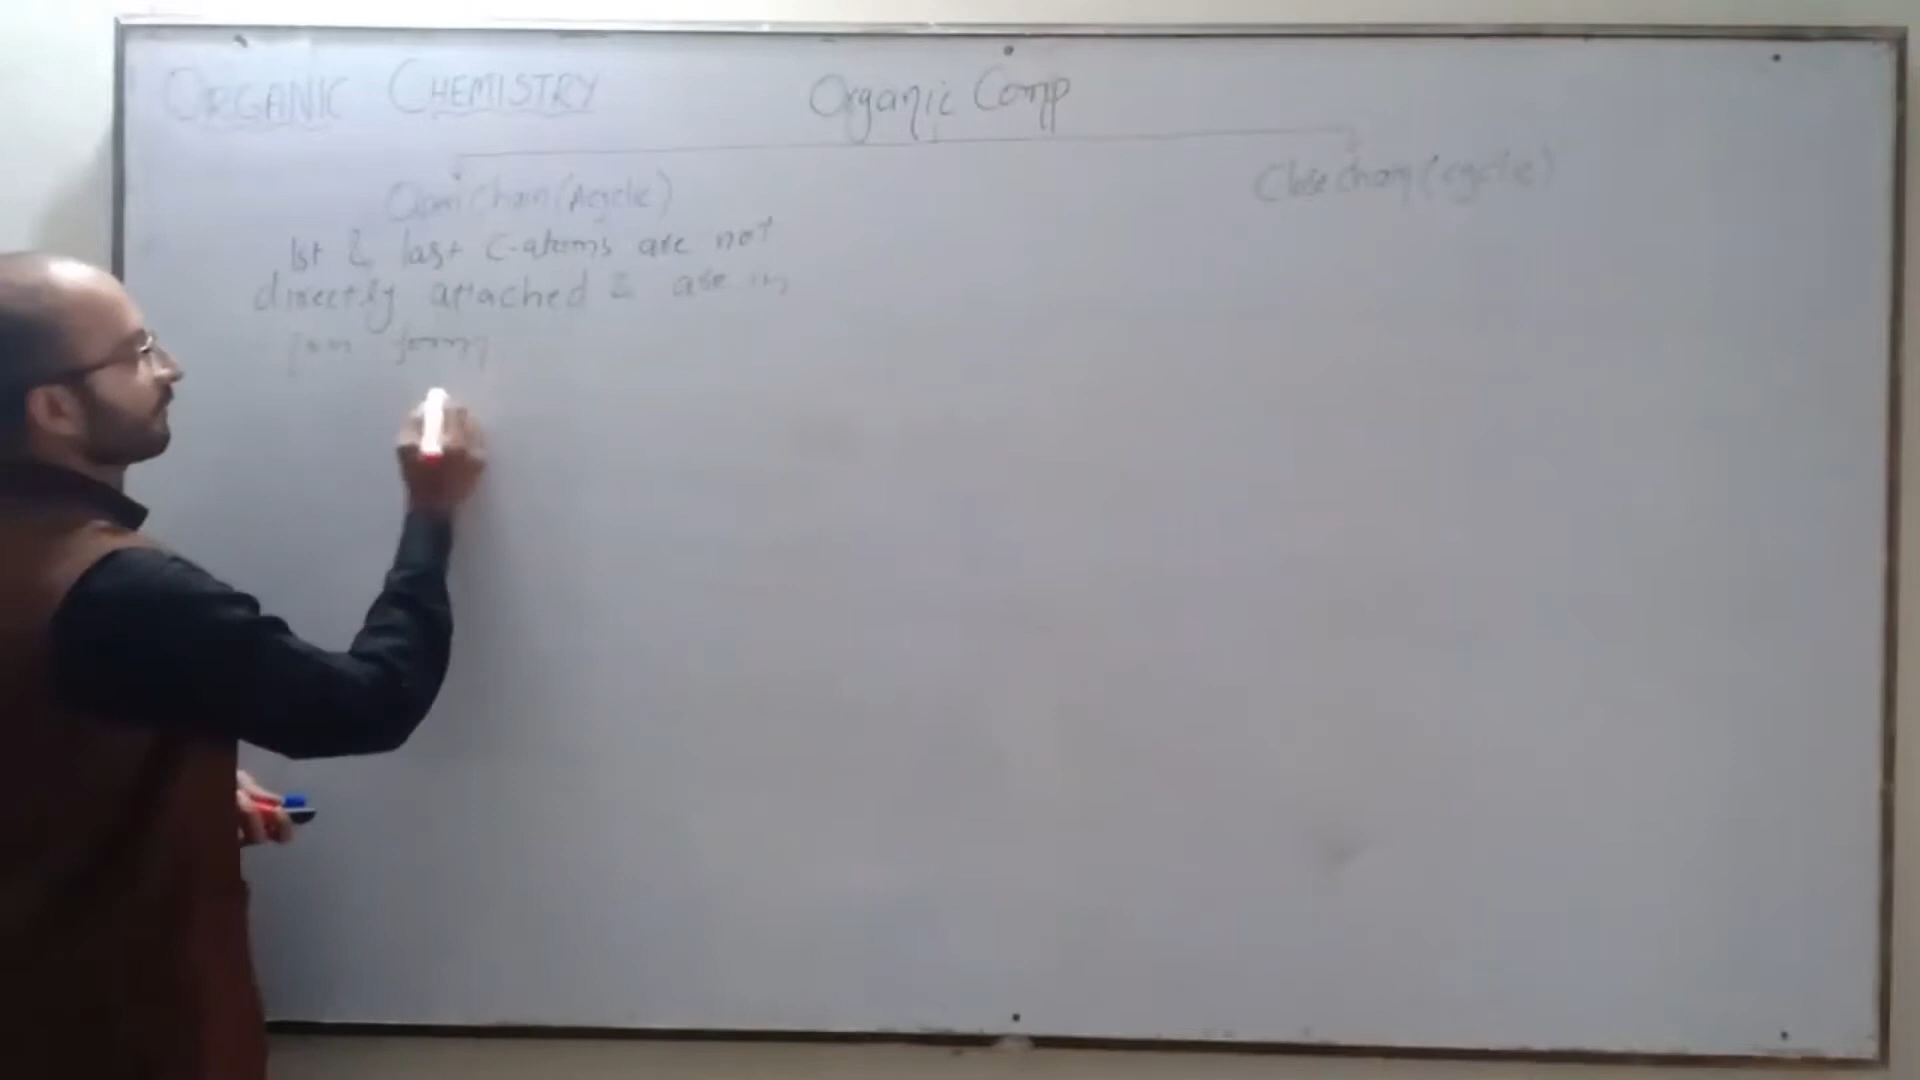 ORGANIC CHEMISTRY
Organic Comp
Open Chain (Acyclic)
Close chain (cyclic)
1st & last C-atoms are not
directly attached & are in
form